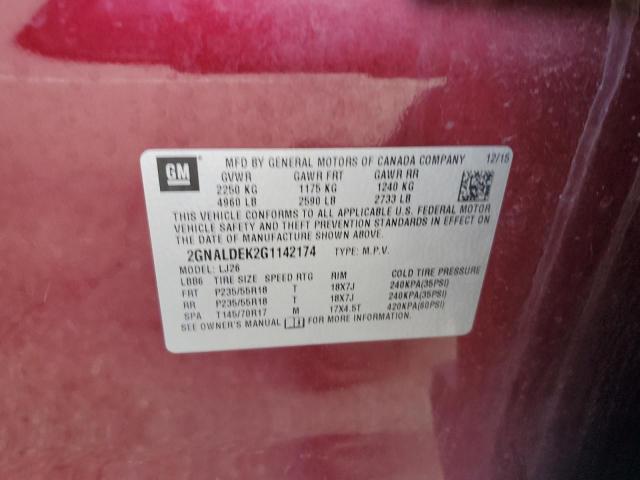 GM
MFD BY GENERAL MOTORS OF CANADA COMPANY 12/15
GVWR GAWR FRT GAWR RR
2250 KG 1175 KG 1240 KG
4960 LB 2590 LB 2733 LB
THIS VEHICLE CONFORMS TO ALL APPLICABLE U.S. FEDERAL MOTOR
VEHICLE SAFETY AND THEFT PREVENTION STANDARDS IN EFFECT ON
THE DATE OF MANUFACTURE SHOWN ABOVE.
2GNALDEK2G1142174 TYPE: M.P.V.
MODEL: LJ26
LBB6 TIRE SIZE SPEED RTG RIM COLD TIRE PRESSURE
FRT P235/55R18 T 18X7J 240KPA(35PSI)
RR P235/55R18 T 18X7J 240KPA(35PSI)
SPA T145/70R17 M 17X4.5T 420KPA(60PSI)
SEE OWNER'S MANUAL FOR MORE INFORMATION.